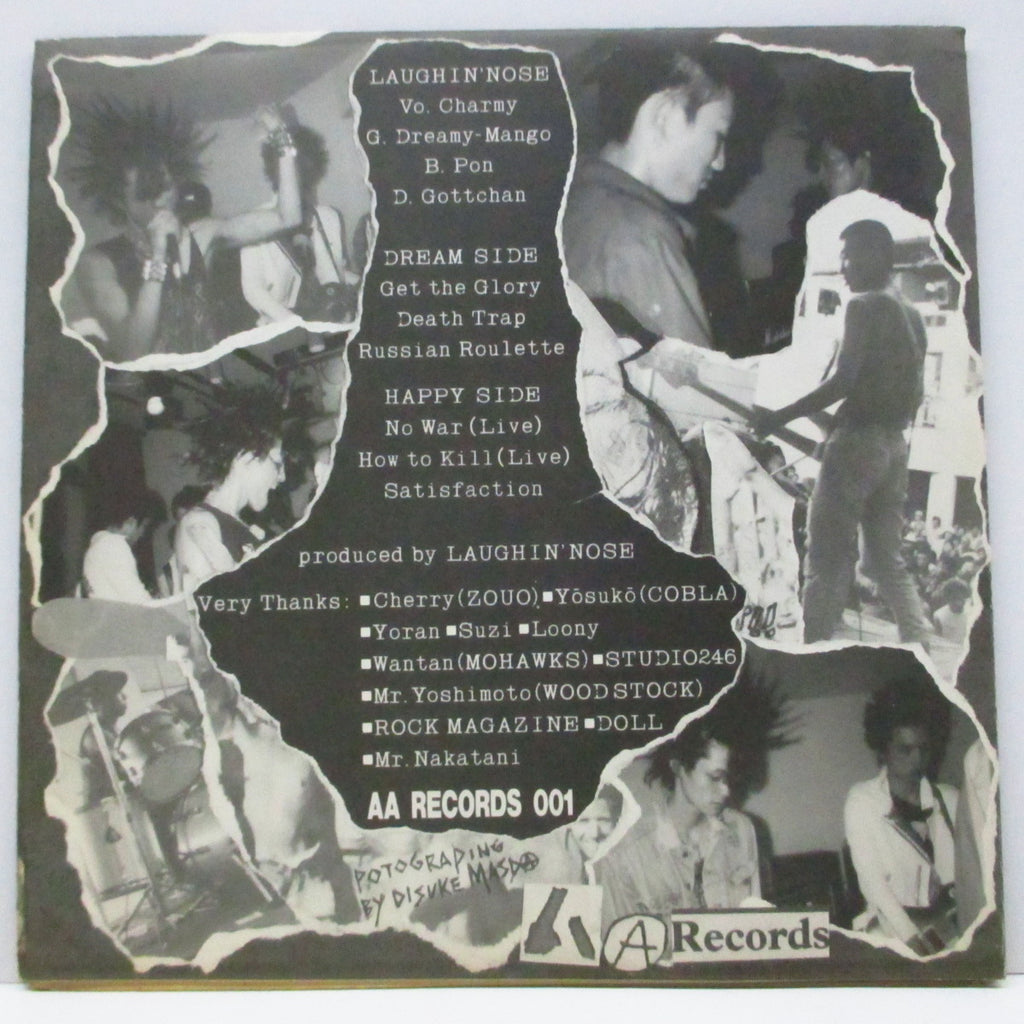 LAUGHIN'NOSE
Vo. Charmy
G. Dreamy-Mango
B. Pon
D. Gottchan
DREAM SIDE
Get the Glory
Death Trap
Russian Roulette
HAPPY SIDE
No War (Live)
How to Kill (Live)
Satisfaction
produced by LAUGHIN'NOSE
Very Thanks: ■Cherry(ZOUO) ■Yōsukō(COBLA)
■Yoran ■Suzi ■Loony
■Wantan(MOHAWKS) ■STUDIO246
■Mr. Yoshimoto(WOOD STOCK)
■ROCK MAGAZINE ■DOLL
■Mr. Nakatani
AA RECORDS 001
POTOGRAPING
BY DISUKE MASDA
A Records